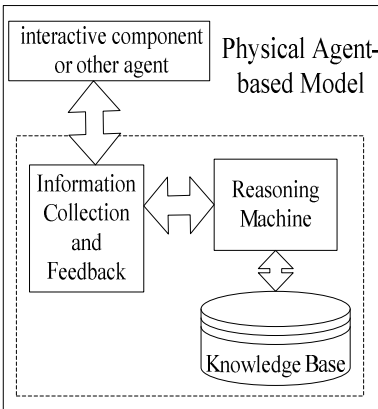 interactive component
or other agent
Physical Agent-
based Model
Information
Collection
and
Feedback
Reasoning
Machine
Knowledge Base